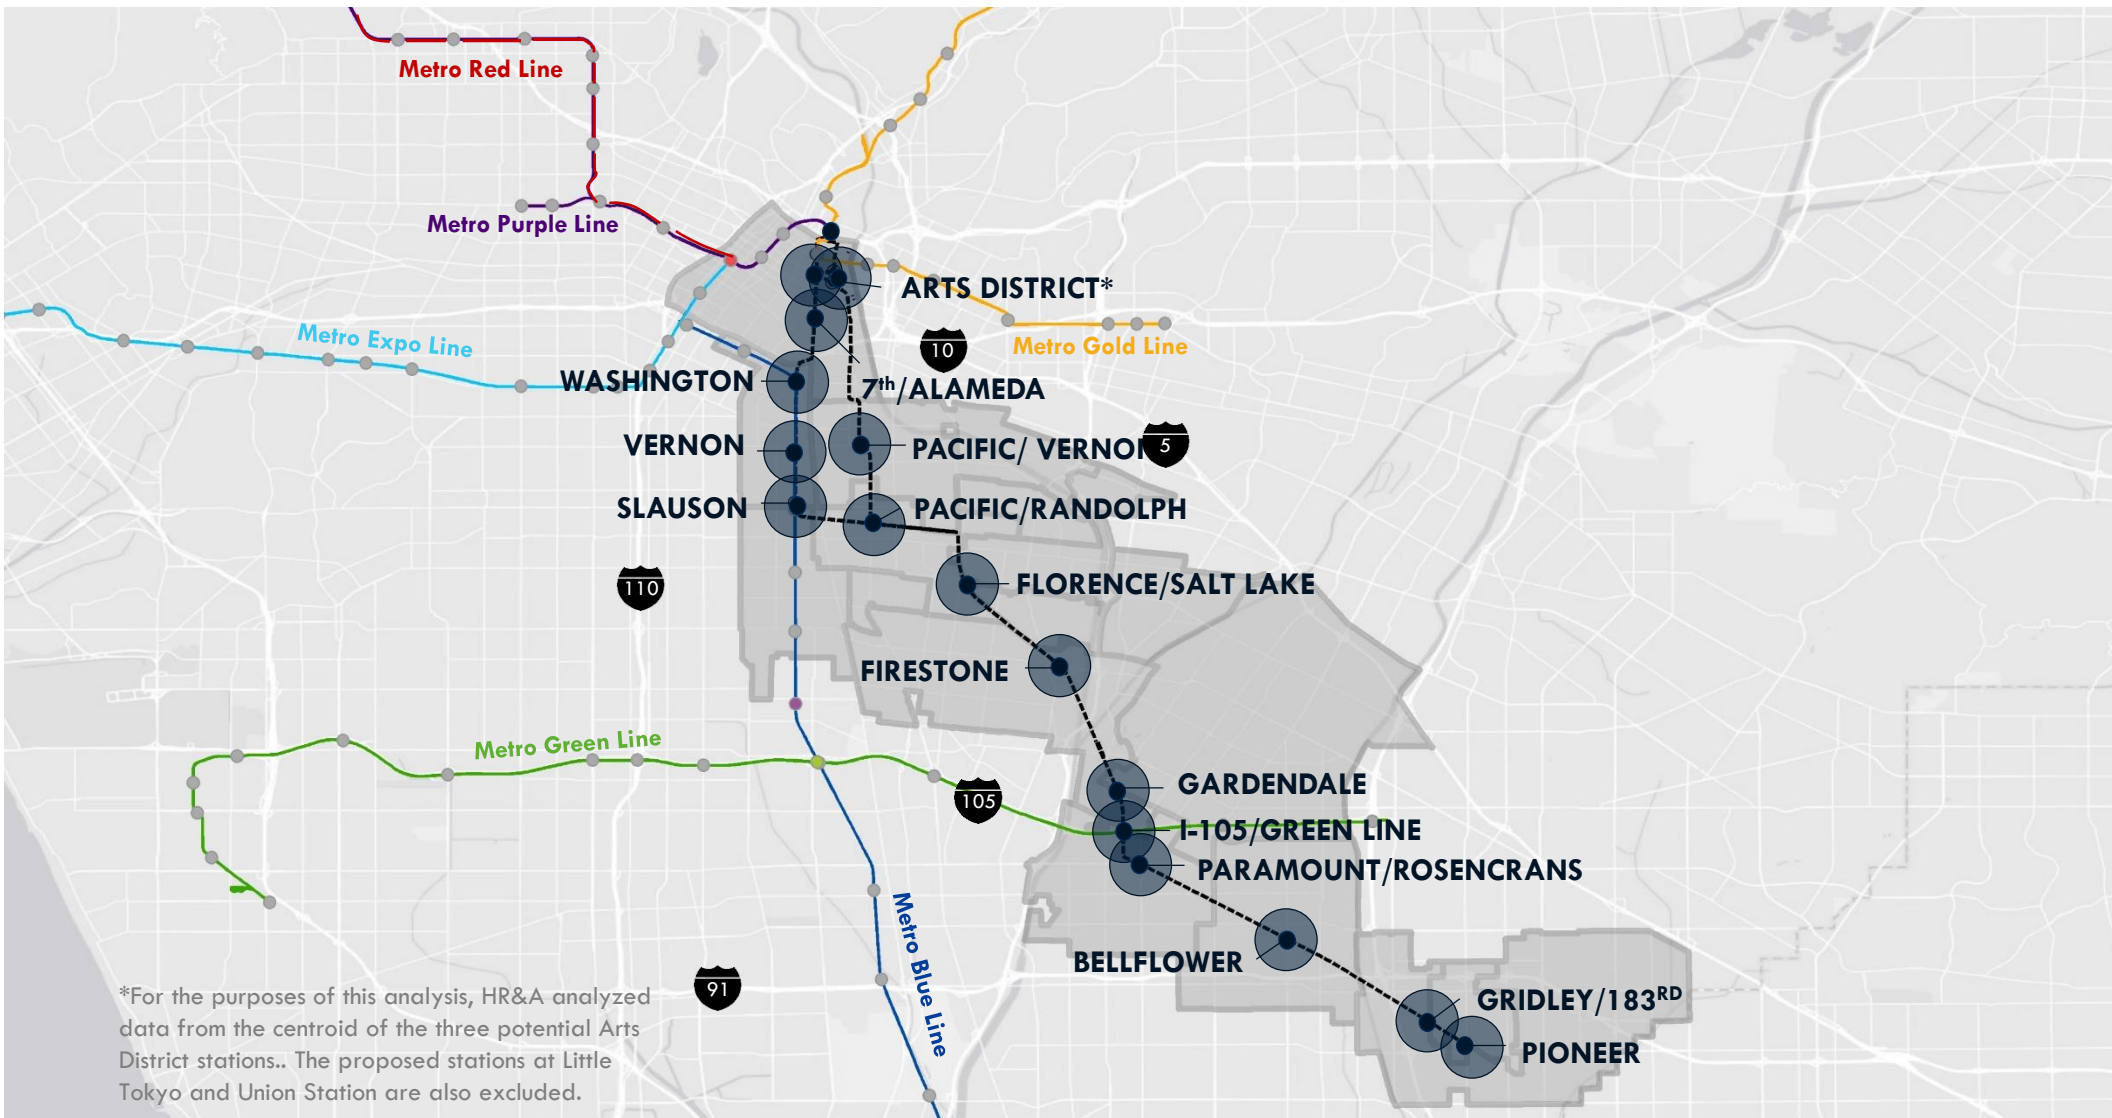 Metro Red Line
Metro Purple Line
ARTS DISTRICT*
Metro Expo Line
10
Metro Gold Line
WASHINGTON
7th/ALAMEDA
VERNON
PACIFIC/ VERNON
5
SLAUSON
PACIFIC/RANDOLPH
110
FLORENCE/SALT LAKE
FIRESTONE
Metro Green Line
GARDENDALE
105
I-105/GREEN LINE
PARAMOUNT/ROSENCRANS
Metro Blue Line
BELLFLOWER
91
GRIDLEY/183RD
PIONEER
*For the purposes of this analysis, HR&A analyzed
data from the centroid of the three potential Arts
District stations.. The proposed stations at Little
Tokyo and Union Station are also excluded.